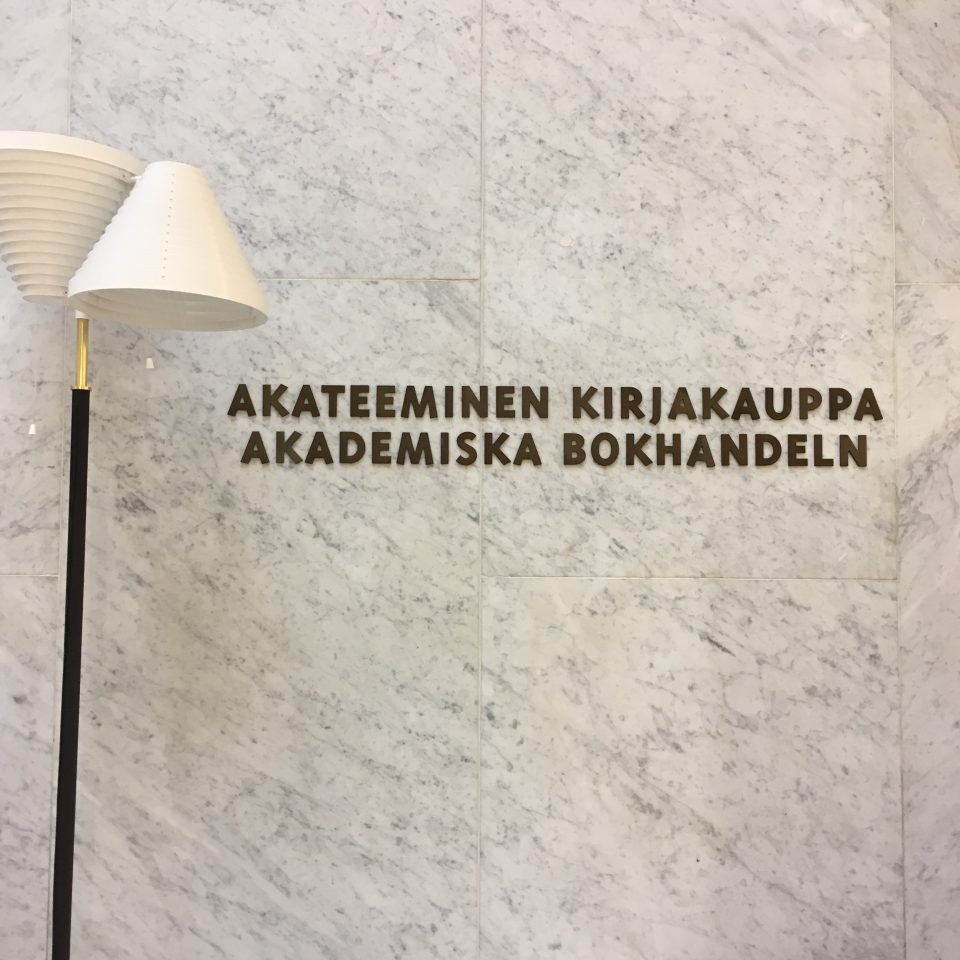 AKATEEMINEN KIRJAKAUPPA
AKADEMISKA BOKHANDELN